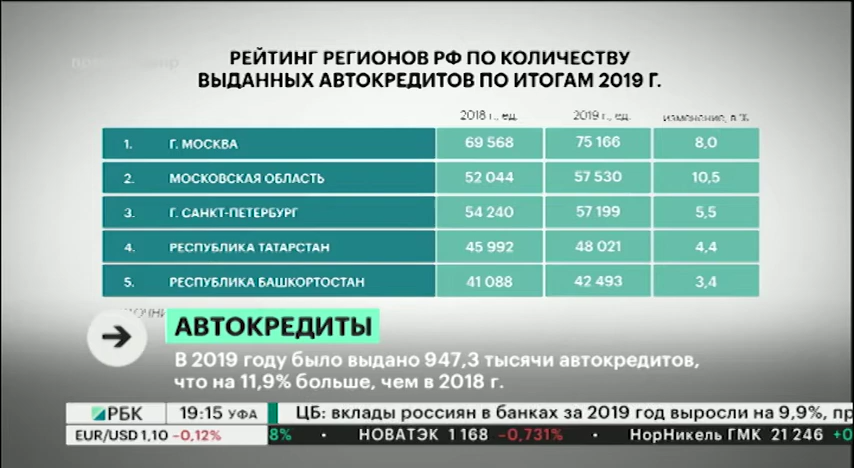 РЕЙТИНГ РЕГИОНОВ РФ ПО КОЛИЧЕСТВУ
ВЫДАННЫХ АВТОКРЕДИТОВ ПО ИТОГАМ 2019 Г.
2018 г., ед. 2019 г., ед. изменение, в %
1. Г. МОСКВА 69 568 75 166 8,0
2. МОСКОВСКАЯ ОБЛАСТЬ 52 044 57 530 10,5
3. Г. САНКТ-ПЕТЕРБУРГ 54 240 57 199 5,5
4. РЕСПУБЛИКА ТАТАРСТАН 45 992 48 021 4,4
5. РЕСПУБЛИКА БАШКОРТОСТАН 41 088 42 493 3,4
АВТОКРЕДИТЫ
В 2019 году было выдано 947,3 тысячи автокредитов,
что на 11,9% больше, чем в 2018 г.
РБК 19:15 УФА ЦБ: вклады россиян в банках за 2019 год выросли на 9,9%, пр
EUR/USD 1,10 -0,12% 8% • НОВАТЭК 1 168 -0,731% • НорНикель ГМК 21 246 +0